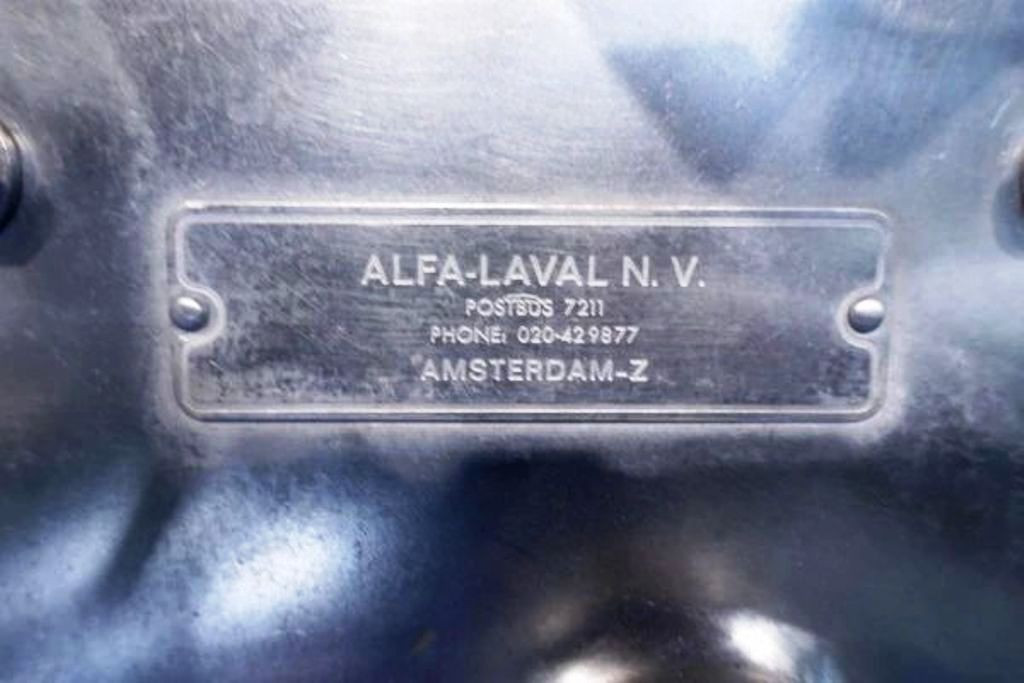 ALFA-LAVAL N. V.
POSTBUS 7211
PHONE: 020-429877
AMSTERDAM-Z